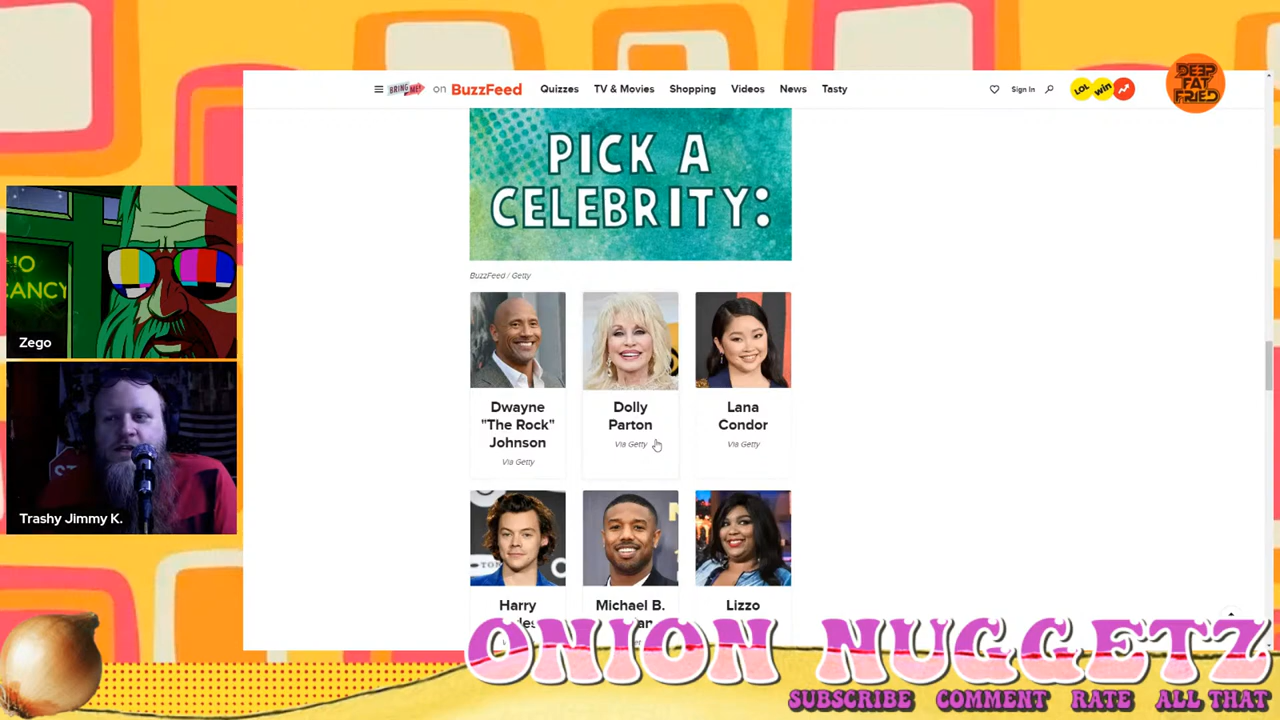 BRING ME! on BuzzFeed Quizzes TV & Movies Shopping Videos News Tasty Sign In LOL win
DEEP
FAT
FRIED
PICK A
CELEBRITY:
BuzzFeed / Getty
Dwayne
"The Rock"
Johnson
Via Getty
Dolly
Parton
Via Getty
Lana
Condor
Via Getty
Harry
Michael B.
Lizzo
NO
Zego
Trashy Jimmy K.
ONION NUGGETZ
SUBSCRIBE COMMENT RATE ALL THAT